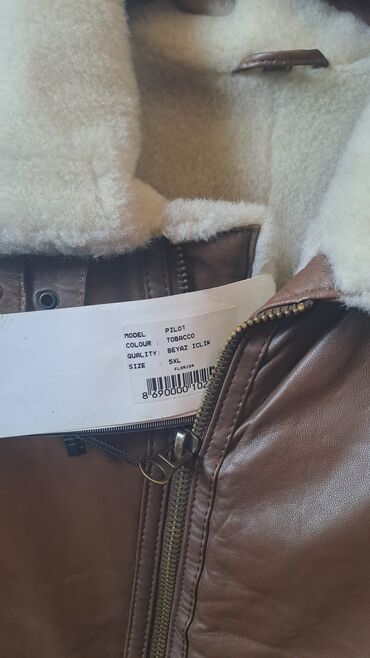 MODEL : PILOT
COLOUR : TOBACCO
QUALITY: BEYAZ ICLIK
SIZE : 5XL
FLORIDA
8 690000 102